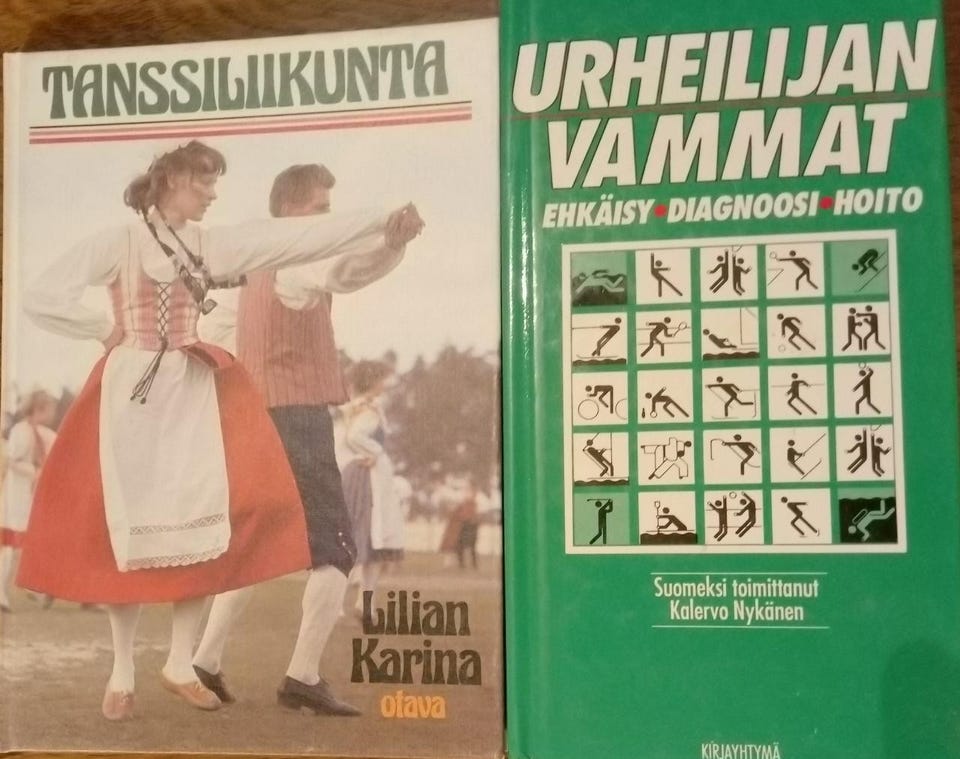 TANSSILIIKUNTA
Lilian
Karina
otava
URHEILIJAN
VAMMAT
EHKÄISY • DIAGNOOSI • HOITO
Suomeksi toimittanut
Kalervo Nykänen
KIRJAYHTYMÄ